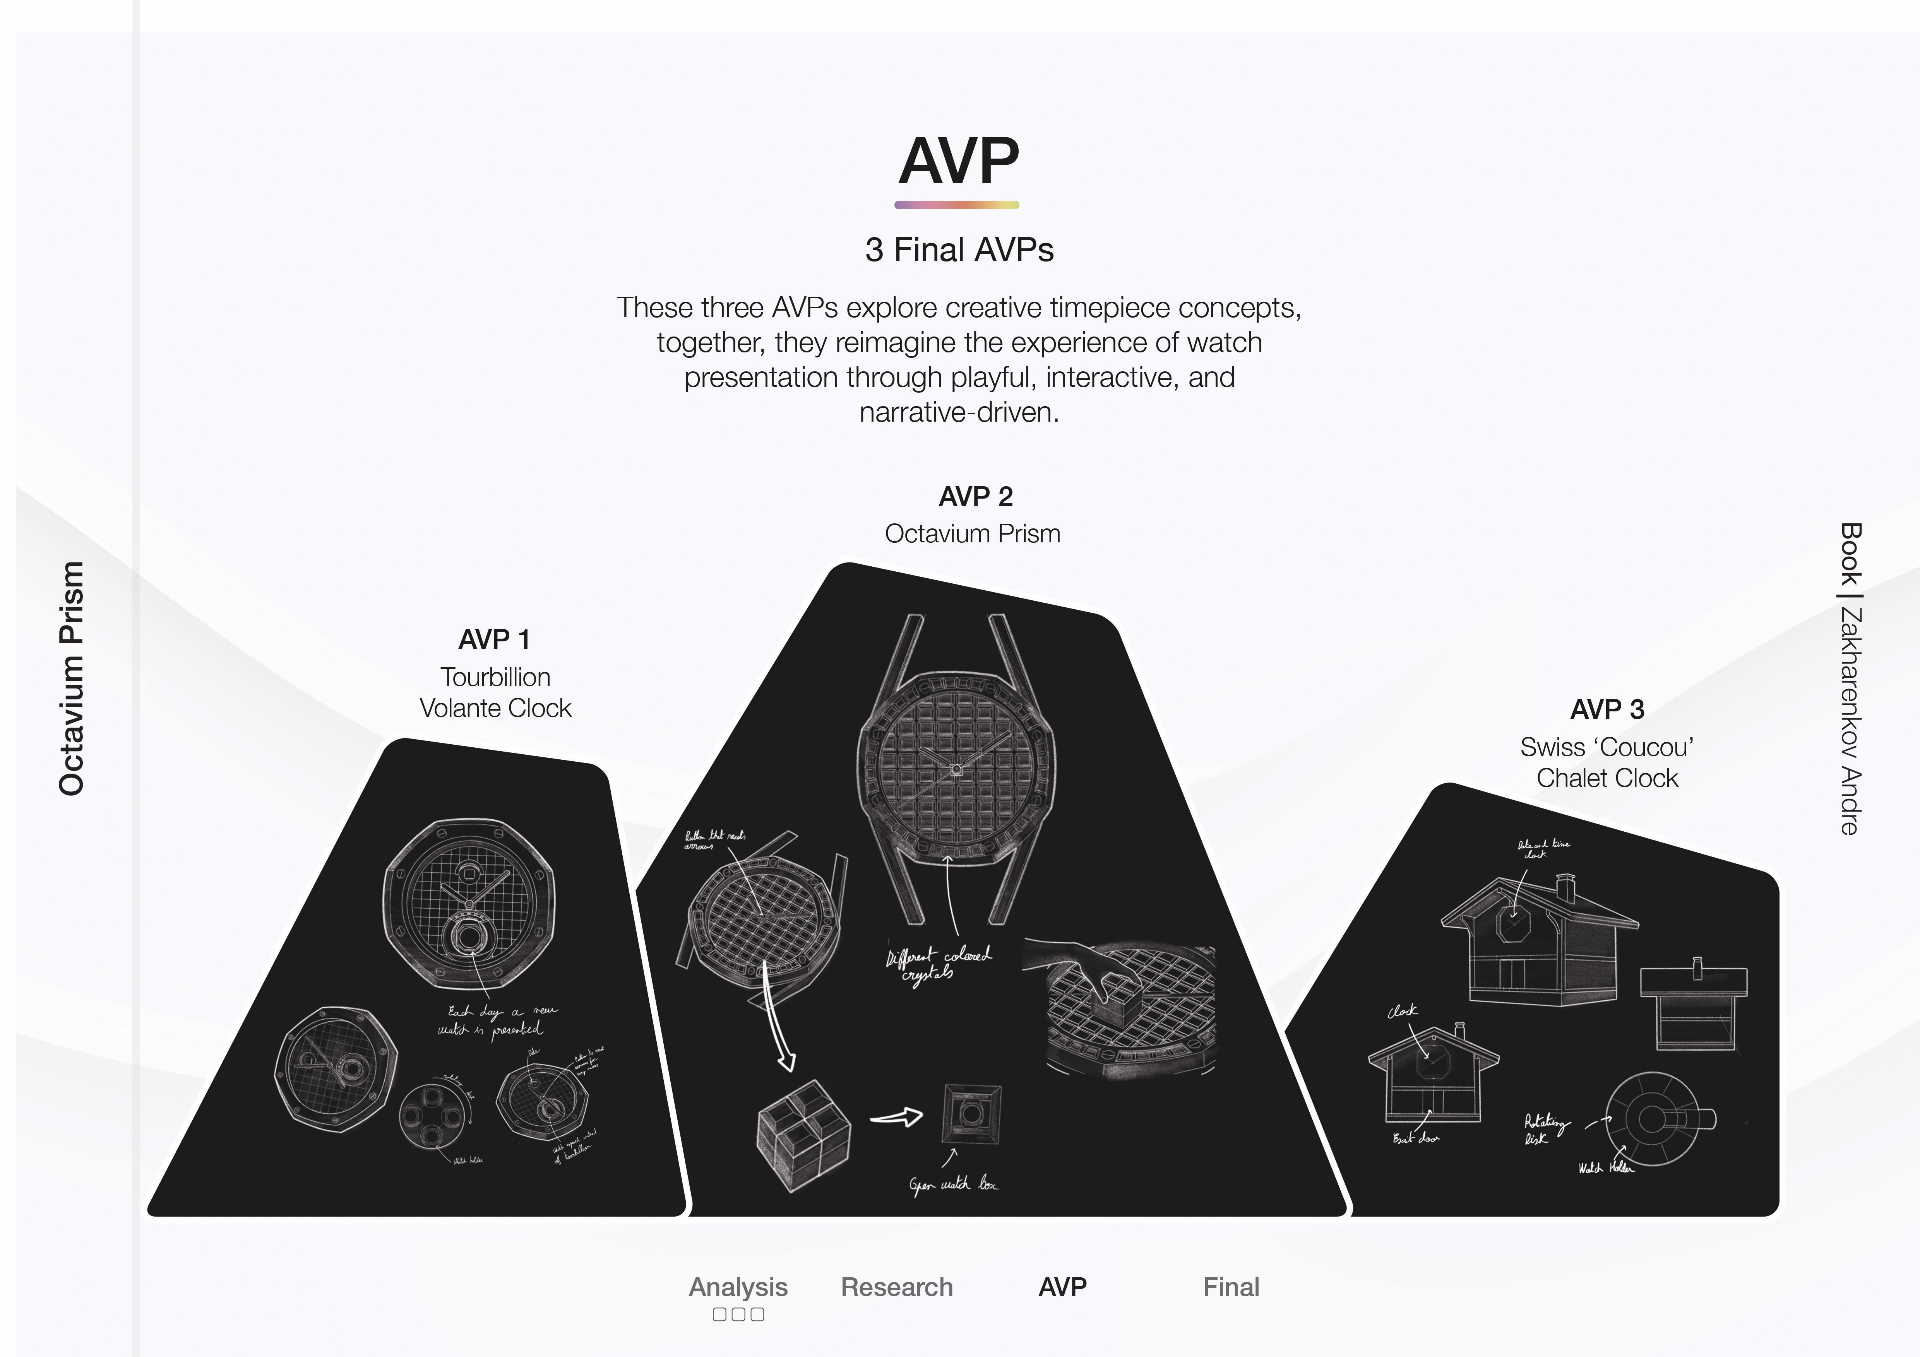 AVP
3 Final AVPs
These three AVPs explore creative timepiece concepts,
together, they reimagine the experience of watch
presentation through playful, interactive, and
narrative-driven.
AVP 1
Tourbillion
Volante Clock
Each day a new
watch is presented
AVP 2
Octavium Prism
Button that
arrows
Different colored
crystals
Open watch box
AVP 3
Swiss ‘Coucou’
Chalet Clock
Date and time
clock
Clock
Exit door
Rotating
Disk
Watch Holder
Octavium Prism
Book | Zakharenkov Andre
Analysis
Research
AVP
Final